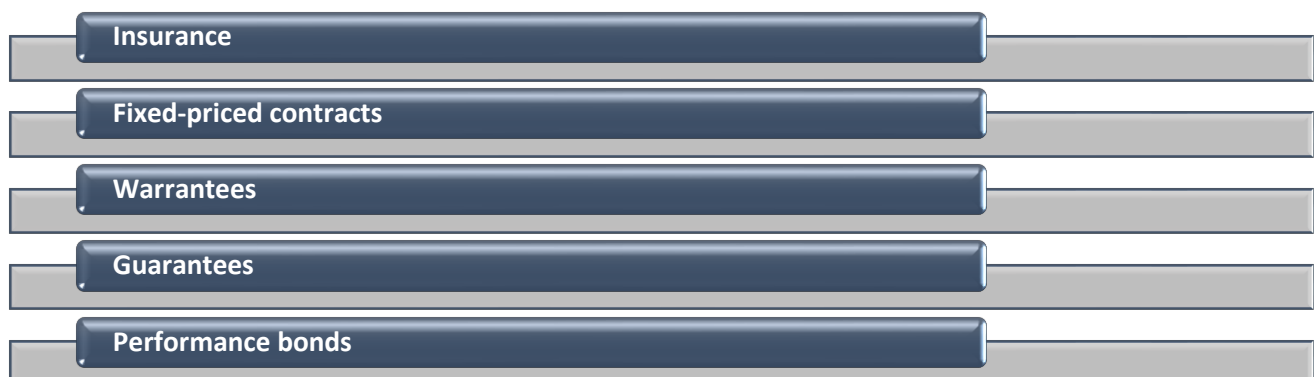 Insurance
Fixed-priced contracts
Warrantees
Guarantees
Performance bonds